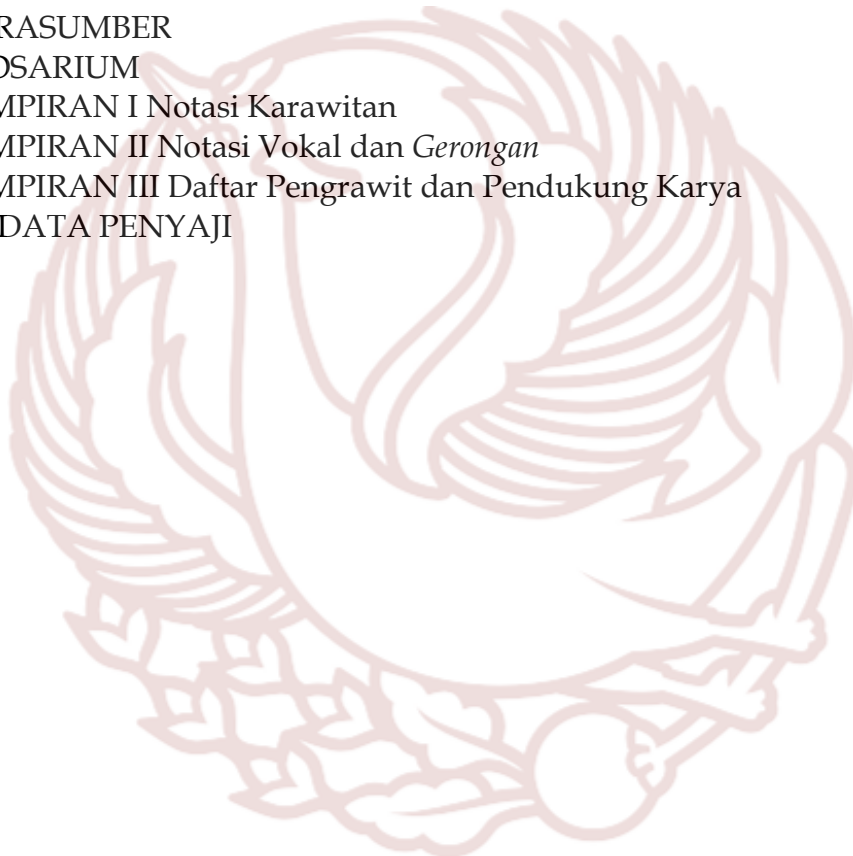 RASUMBER
OSARIUM
MPIRAN I Notasi Karawitan
MPIRAN II Notasi Vokal dan Gerongan
MPIRAN III Daftar Pengrawit dan Pendukung Karya
DATA PENYAJI